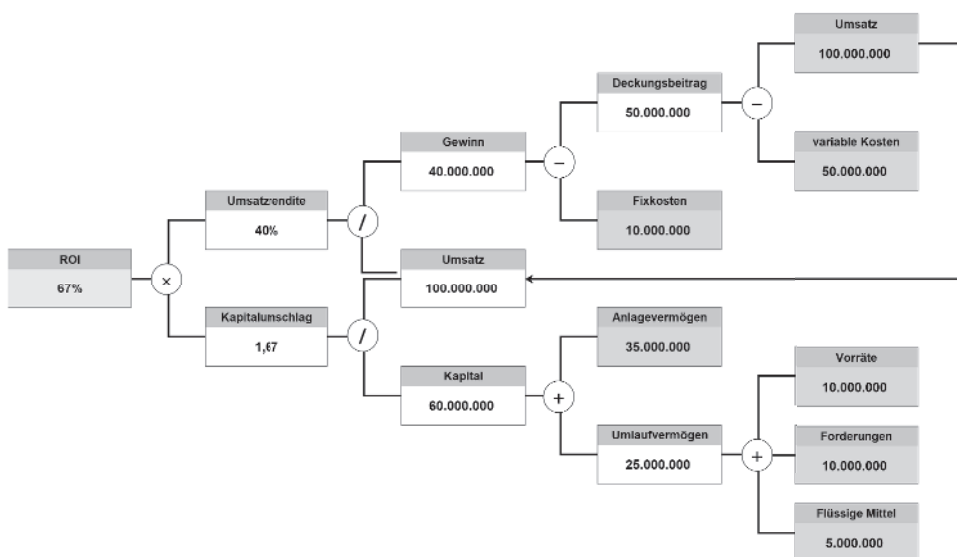 Umsatz
100.000.000
Deckungsbeitrag
50.000.000
−
variable Kosten
50.000.000
Gewinn
40.000.000
−
Fixkosten
10.000.000
Umsatzrendite
40%
/
ROI
67%
×
Umsatz
100.000.000
Kapitalumschlag
1,67
/
Anlagevermögen
35.000.000
Kapital
60.000.000
+
Vorräte
10.000.000
Umlaufvermögen
25.000.000
+
Forderungen
10.000.000
Flüssige Mittel
5.000.000